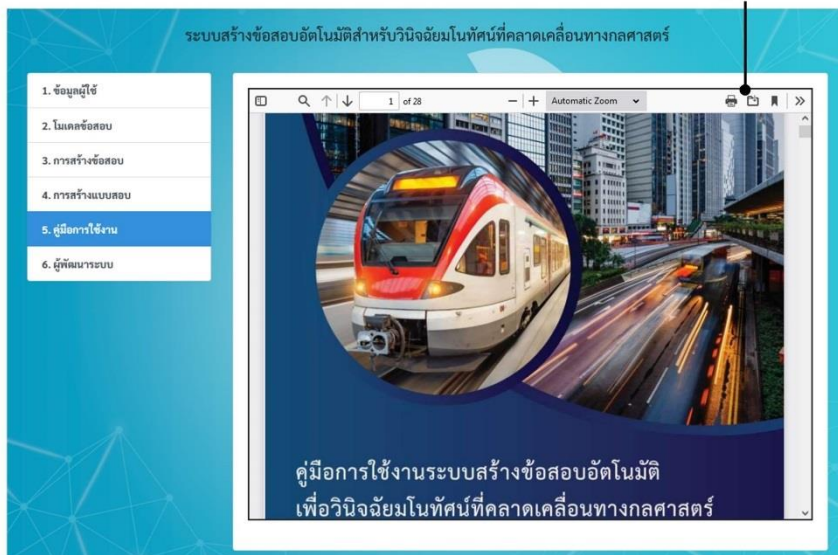 ระบบสร้างข้อสอบอัตโนมัติสำหรับวินิจฉัยมโนทัศน์ที่คลาดเคลื่อนทางกลศาสตร์
1. ข้อมูลผู้ใช้
2. โมเดลข้อสอบ
3. การสร้างข้อสอบ
4. การสร้างแบบสอบ
5. คู่มือการใช้งาน
6. ผู้พัฒนาระบบ
1 of 28
Automatic Zoom
คู่มือการใช้งานระบบสร้างข้อสอบอัตโนมัติ
เพื่อวินิจฉัยมโนทัศน์ที่คลาดเคลื่อนทางกลศาสตร์